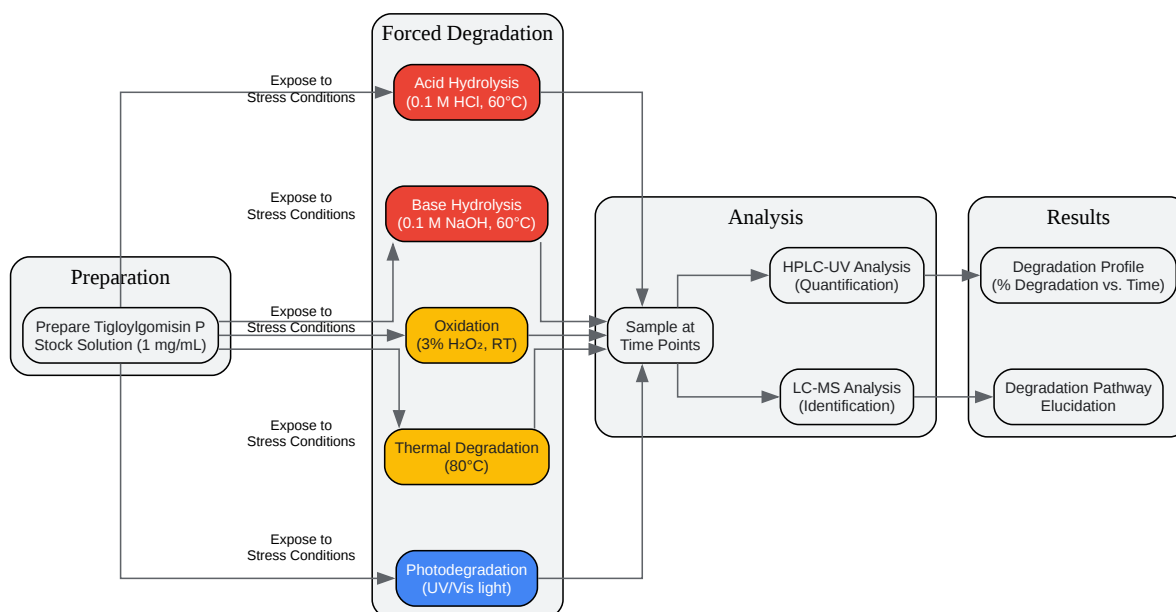 Forced Degradation
Expose to
Stress Conditions
Acid Hydrolysis
(0.1 M HCl, 60°C)
Expose to
Stress Conditions
Base Hydrolysis
(0.1 M NaOH, 60°C)
Analysis
Results
Preparation
HPLC-UV Analysis
(Quantification)
Degradation Profile
(% Degradation vs. Time)
Prepare Tigloylgomisin P
Stock Solution (1 mg/mL)
Expose to
Stress Conditions
Oxidation
(3% H₂O₂, RT)
Sample at
Time Points
LC-MS Analysis
(Identification)
Degradation Pathway
Elucidation
Expose to
Stress Conditions
Thermal Degradation
(80°C)
Expose to
Stress Conditions
Photodegradation
(UV/Vis light)